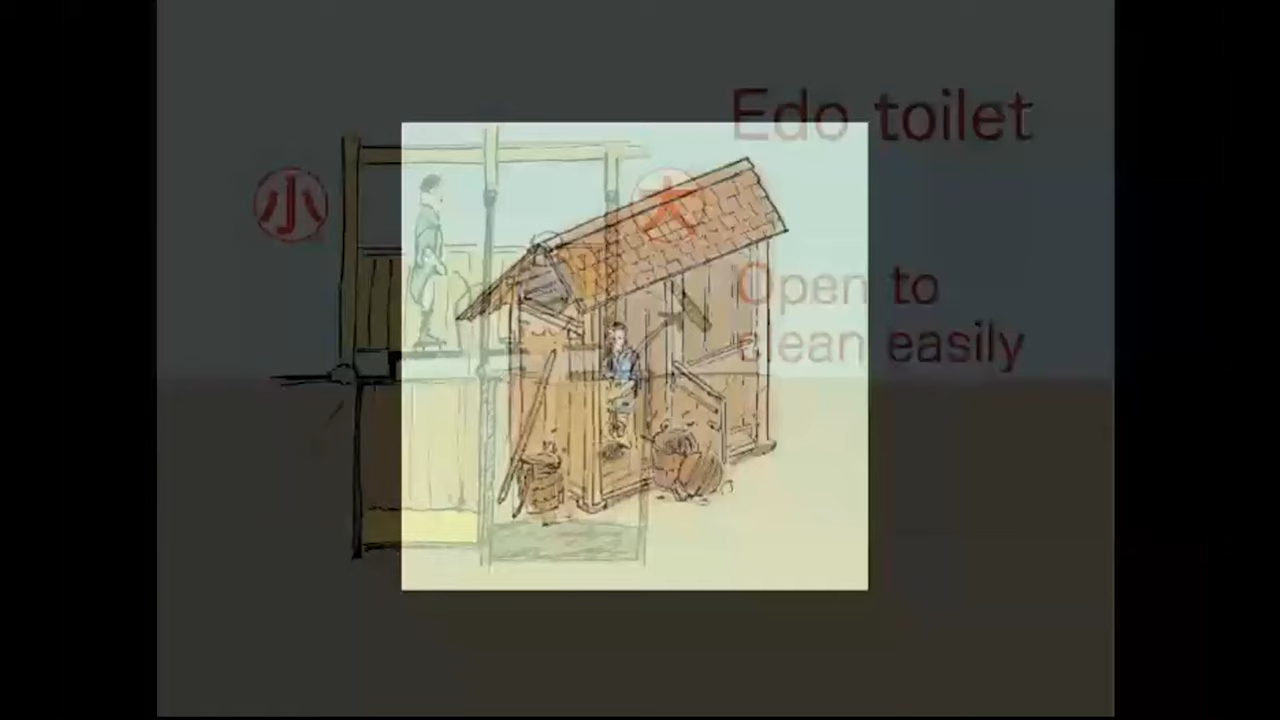 Edo toilet
小
大
Open to
clean easily